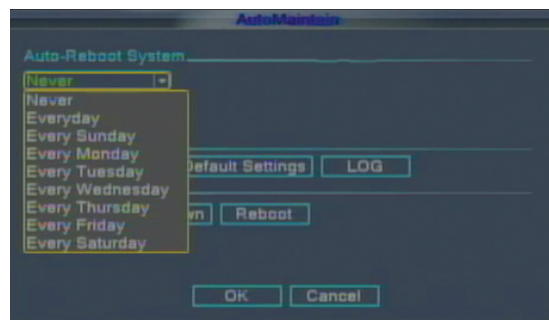 AutoMaintain
Auto-Reboot System
Never
Never
Everyday
Every Sunday
Every Monday
Every Tuesday
Every Wednesday
Every Thursday
Every Friday
Every Saturday
Default Settings LOG
Reboot
OK Cancel